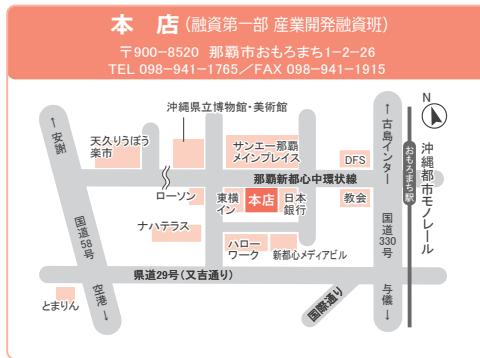 本　店(融資第一部 産業開発融資班)
〒900−8520　那覇市おもろまち1−2−26
TEL 098−941−1765／FAX 098−941−1915
沖縄県立博物館・美術館
N
↑
安謝
天久りうぼう
楽市
サンエー那覇
メインプレイス
DFS
↑
古島インター
沖縄都市モノレール
おもろまち駅
那覇新都心中環状線
ローソン
東横
イン
本店
日本
銀行
教会
ナハテラス
国道58号
国道
330
号
ハロー
ワーク
新都心メディアビル
県道29号(又吉通り)
とまりん
空港
↓
国際通り
与儀
↓